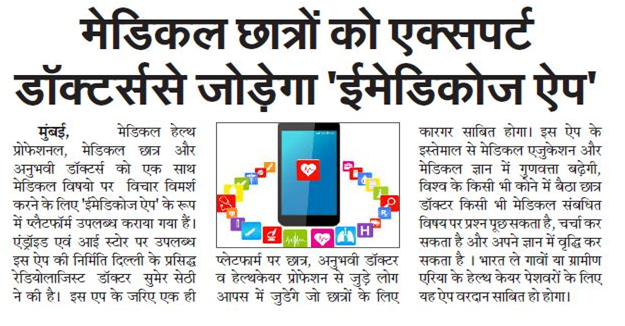 मेडिकल छात्रों को एक्सपर्ट
डॉक्टर्ससे जोड़ेगा 'ईमेडिकोज ऐप'
मुंबई, मेडिकल हेल्थ
प्रोफेशनल, मेडिकल छात्र और
अनुभवी डॉक्टर्स को एक साथ
मेडिकल विषयो पर विचार विमर्श
करने के लिए 'ईमेडिकोज ऐप' के रूप
में प्लैटफॉर्म उपलब्ध कराया गया हैं।
एंड्रॉइड एवं आई स्टोर पर उपलब्ध
इस ऐप की निर्मिति दिल्ली के प्रसिद्ध
रेडियोलाजिस्ट डॉक्टर सुमेर सेठी
ने की है। इस एप के जरिए एक ही
प्लेटफार्म पर छात्र, अनुभवी डॉक्टर
व हेल्थकेयर प्रोफेशन से जुड़े लोग
आपस में जुडेंगे जो छात्रों के लिए
कारगर साबित होगा। इस ऐप के
इस्तेमाल से मेडिकल एजुकेशन और
मेडिकल ज्ञान में गुणवत्ता बढ़ेगी,
विश्व के किसी भी कोने में बैठा छात्र
डॉक्टर किसी भी मेडिकल संबधित
विषय पर प्रश्न पूछ सकता है, चर्चा कर
सकता है और अपने ज्ञान में वृद्धि कर
सकता है । भारत ले गावों या ग्रामीण
एरिया के हेल्थ केयर पेशवरों के लिए
यह ऐप वरदान साबित हो होगा।